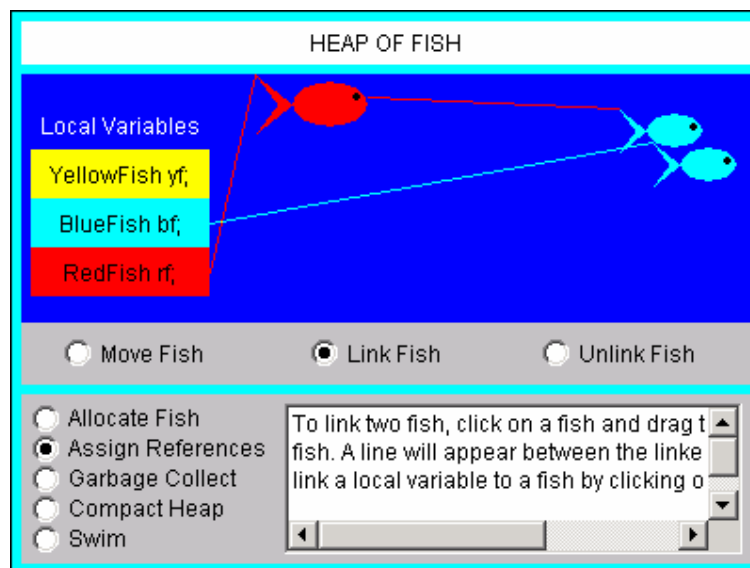 HEAP OF FISH
Local Variables
YellowFish yf;
BlueFish bf;
RedFish rf;
Move Fish
Link Fish
Unlink Fish
Allocate Fish
Assign References
Garbage Collect
Compact Heap
Swim
To link two fish, click on a fish and drag t
fish. A line will appear between the linke
link a local variable to a fish by clicking o